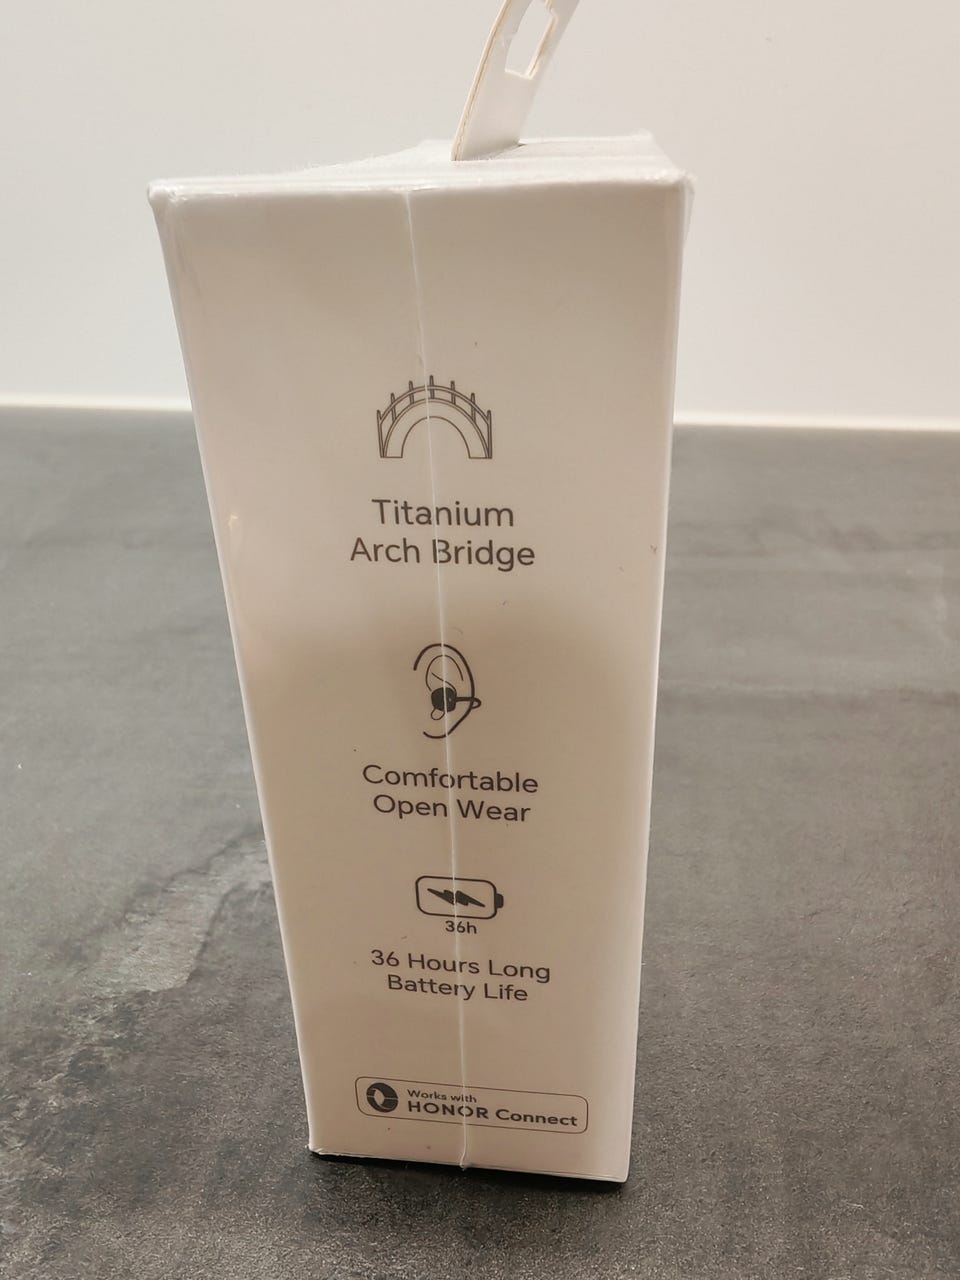 Titanium
Arch Bridge
Comfortable
Open Wear
36h
36 Hours Long
Battery Life
Works with
HONOR Connect